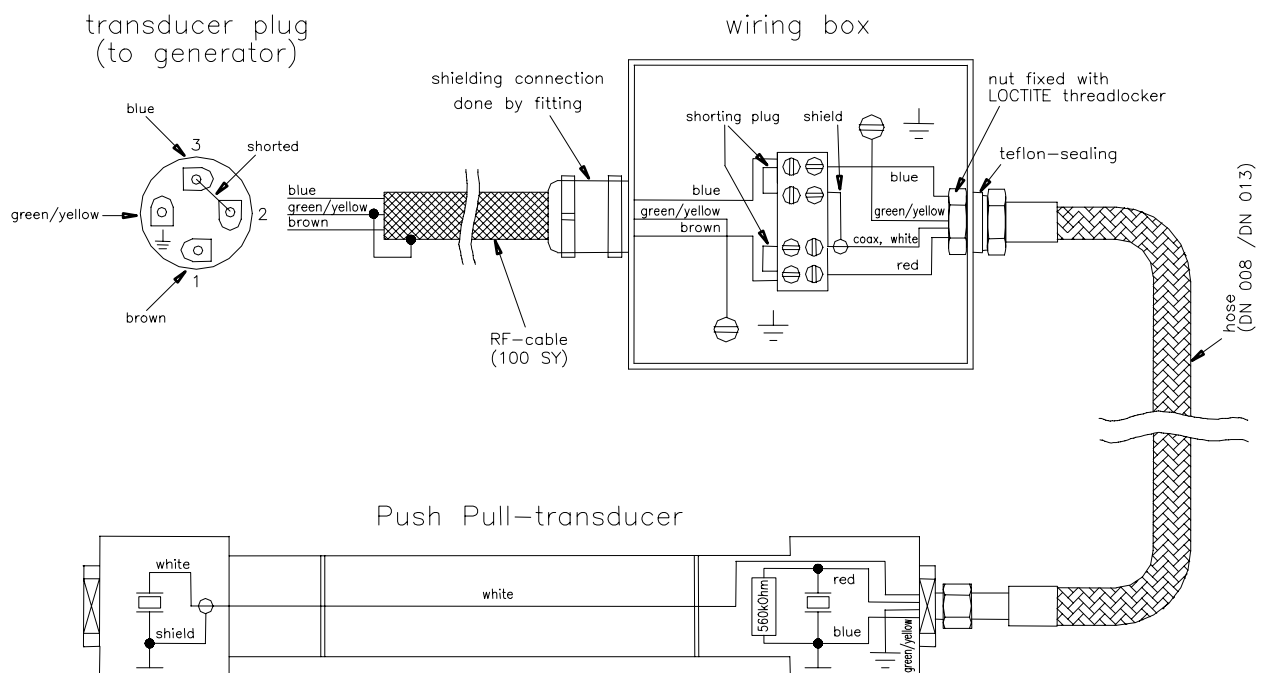 transducer plug
(to generator)
wiring box
shielding connection
done by fitting
nut fixed with
LOCTITE threadlocker
blue
3
shorted
shorting plug
shield
teflon-sealing
green/yellow
2
blue
green/yellow
brown
blue
green/yellow
brown
blue
green/yellow
coax, white
red
1
brown
RF-cable
(100 SY)
hose
(DN 008 /DN 013)
Push Pull-transducer
white
white
shield
560kOhm
red
blue
green/yellow